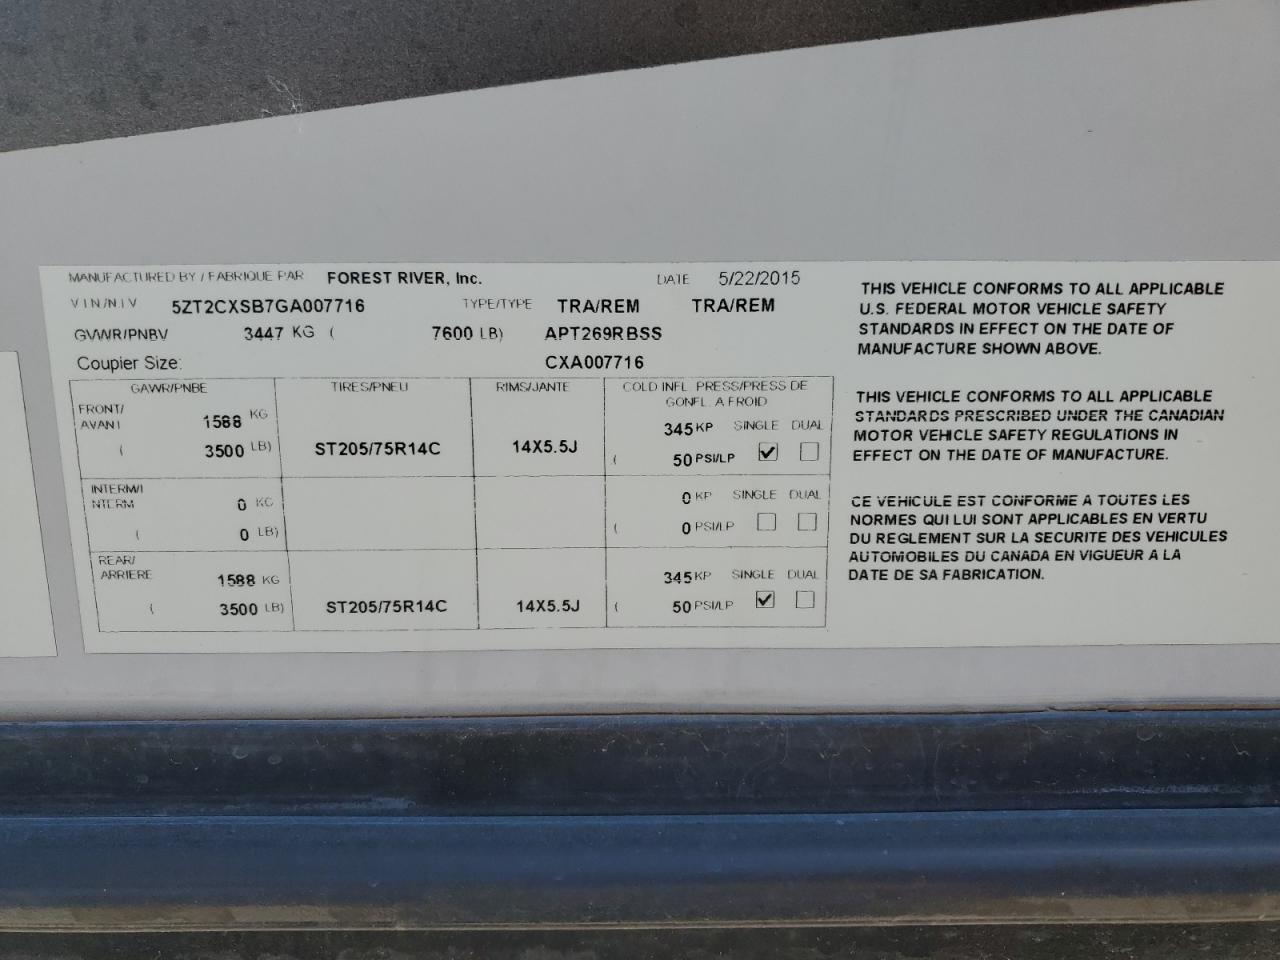 MANUFACTURED BY / FABRIQUE PAR FOREST RIVER, Inc. DATE 5/22/2015
VIN/NIV 5ZT2CXSB7GA007716 TYPE/TYPE TRA/REM TRA/REM
GVWR/PNBV 3447 KG ( 7600 LB) APT269RBSS
Coupier Size: CXA007716
GAWR/PNBE TIRES/PNEU RIMS/JANTE COLD INFL. PRESS/PRESS DE
GONFL. A FROID
FRONT/
AVANT 1588 KG 345 KP SINGLE DUAL
( 3500 LB) ST205/75R14C 14X5.5J ( 50 PSI/LP
INTERM/I
NTERM 0 KG 0 KP SINGLE DUAL
( 0 LB) ( 0 PSI/LP
REAR/
ARRIERE 1588 KG 345 KP SINGLE DUAL
( 3500 LB) ST205/75R14C 14X5.5J ( 50 PSI/LP
THIS VEHICLE CONFORMS TO ALL APPLICABLE
U.S. FEDERAL MOTOR VEHICLE SAFETY
STANDARDS IN EFFECT ON THE DATE OF
MANUFACTURE SHOWN ABOVE.
THIS VEHICLE CONFORMS TO ALL APPLICABLE
STANDARDS PRESCRIBED UNDER THE CANADIAN
MOTOR VEHICLE SAFETY REGULATIONS IN
EFFECT ON THE DATE OF MANUFACTURE.
CE VEHICULE EST CONFORME A TOUTES LES
NORMES QUI LUI SONT APPLICABLES EN VERTU
DU REGLEMENT SUR LA SECURITE DES VEHICULES
AUTOMOBILES DU CANADA EN VIGUEUR A LA
DATE DE SA FABRICATION.